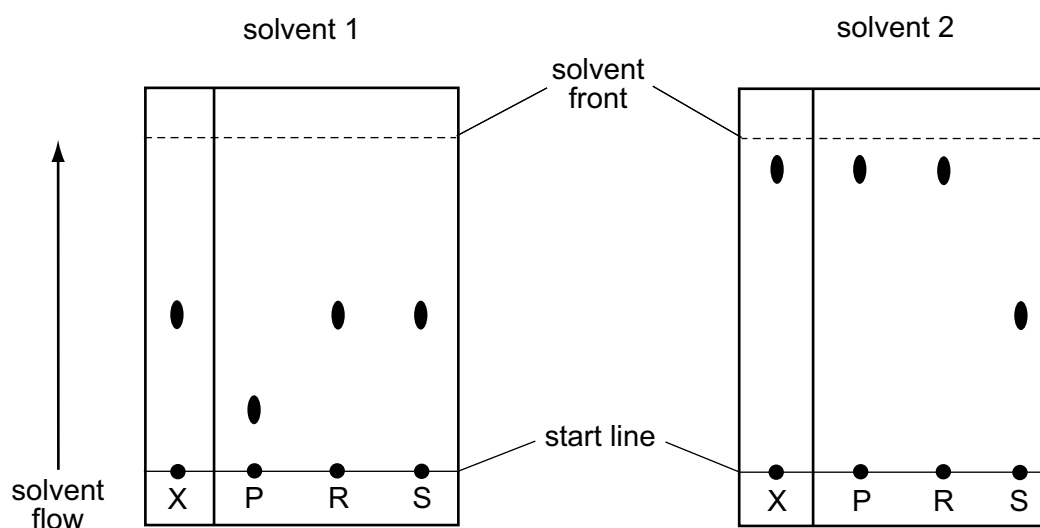 solvent 1
solvent 2
solvent
front
start line
solvent
flow
X P R S
X P R S